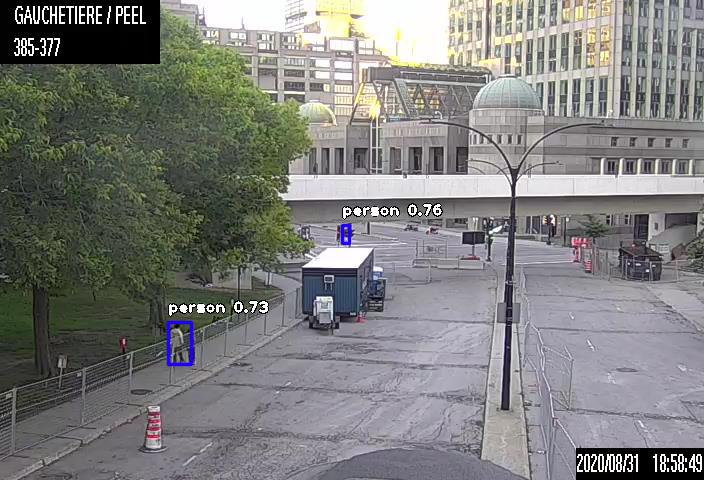 GAUCHETIERE / PEEL
385-377
person 0.76
person 0.73
2020/08/31 18:58:49